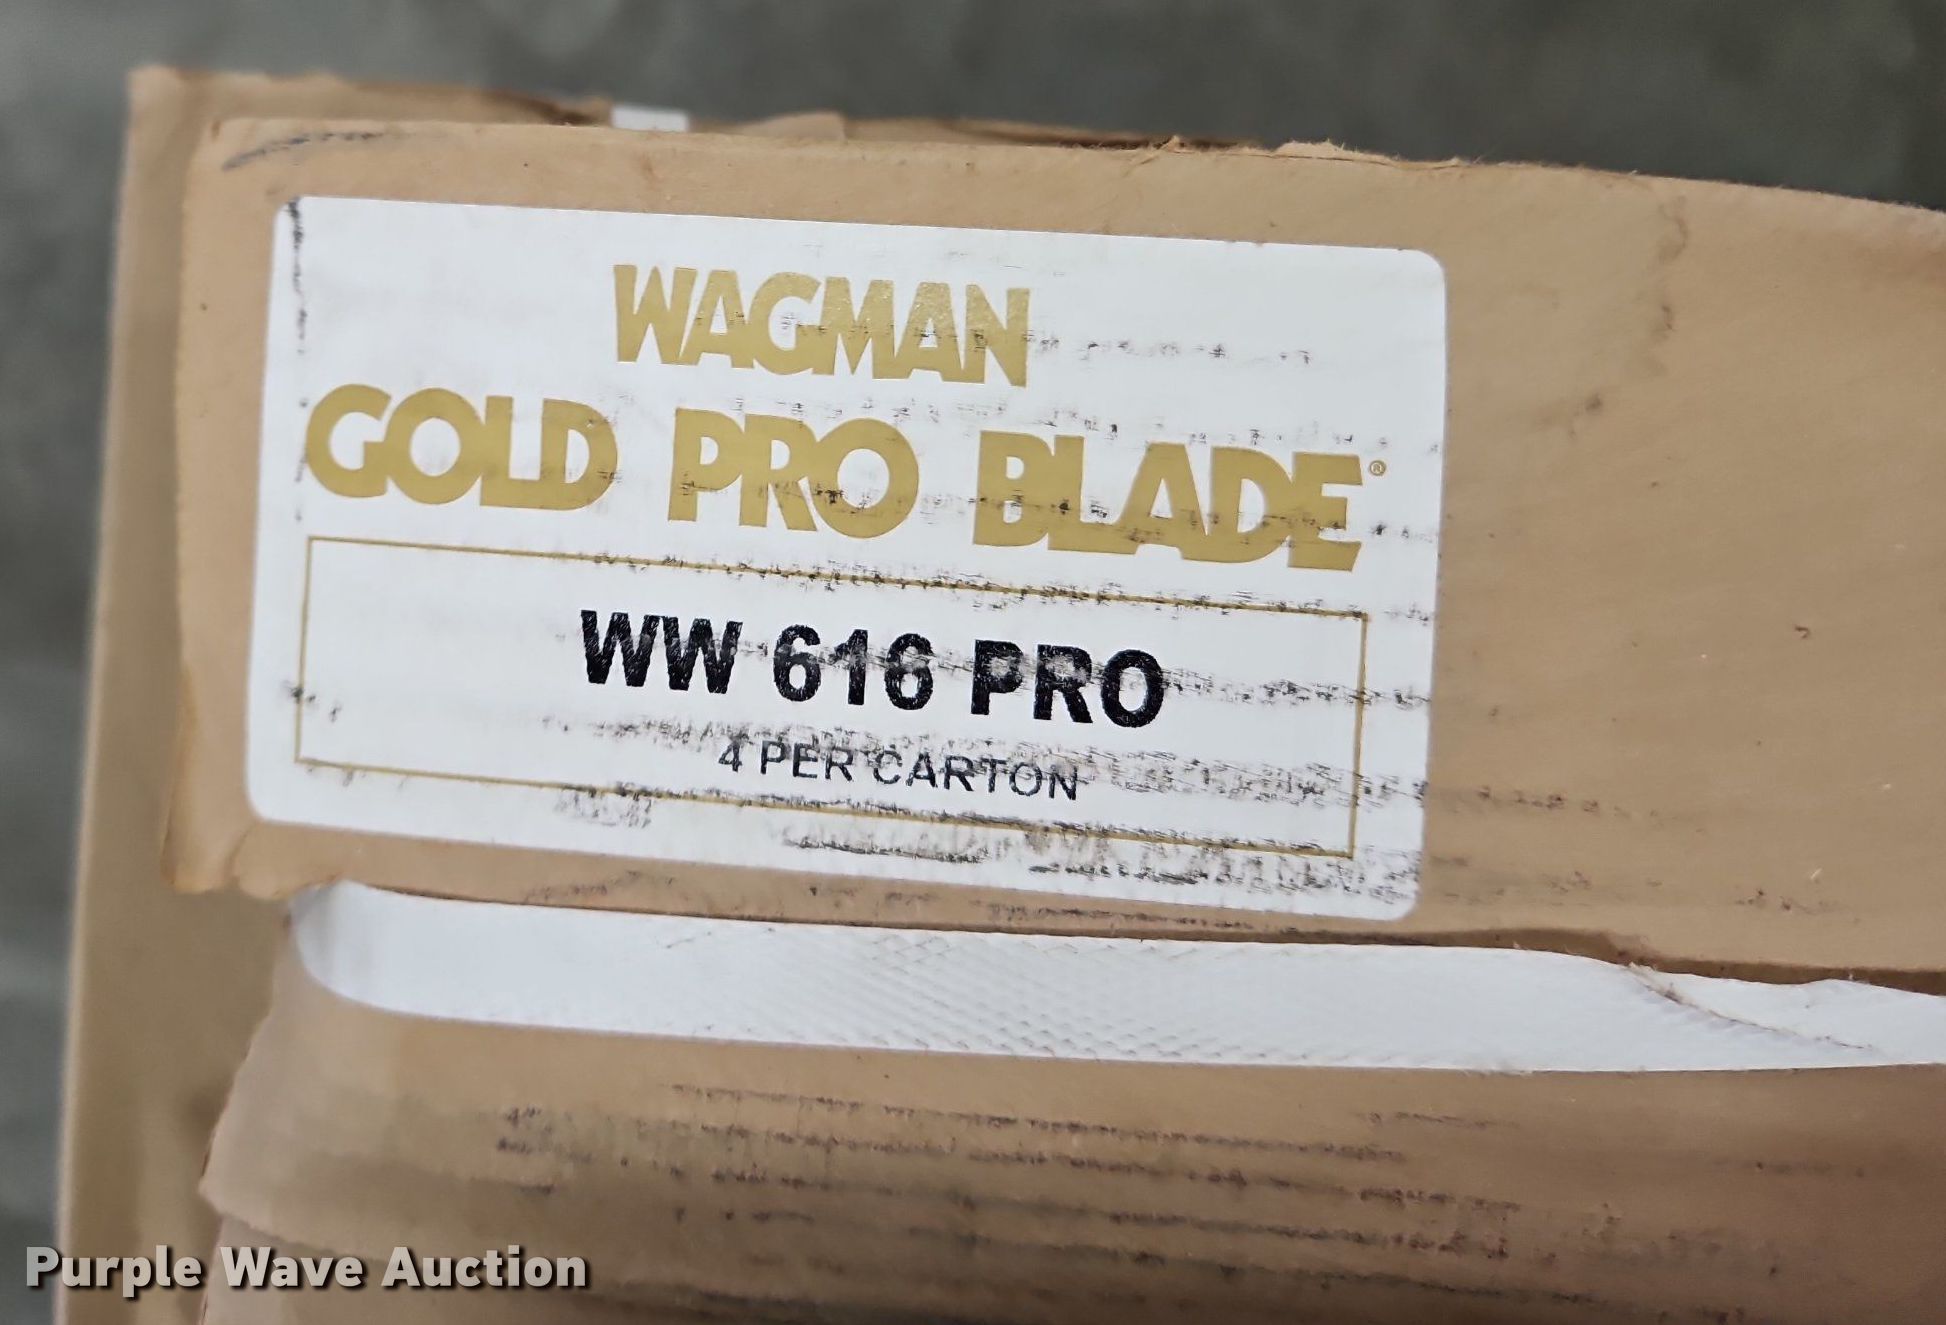 WAGMAN
GOLD PRO BLADE®
WW 616 PRO
4 PER CARTON
Purple Wave Auction